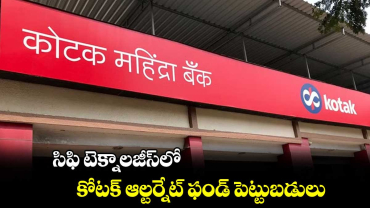 कोटक महिंद्रा बँक
kotak
సిఫి టెక్నాలజీస్‌లో
కోటక్ ఆల్టర్నేట్ ఫండ్ పెట్టుబడులు